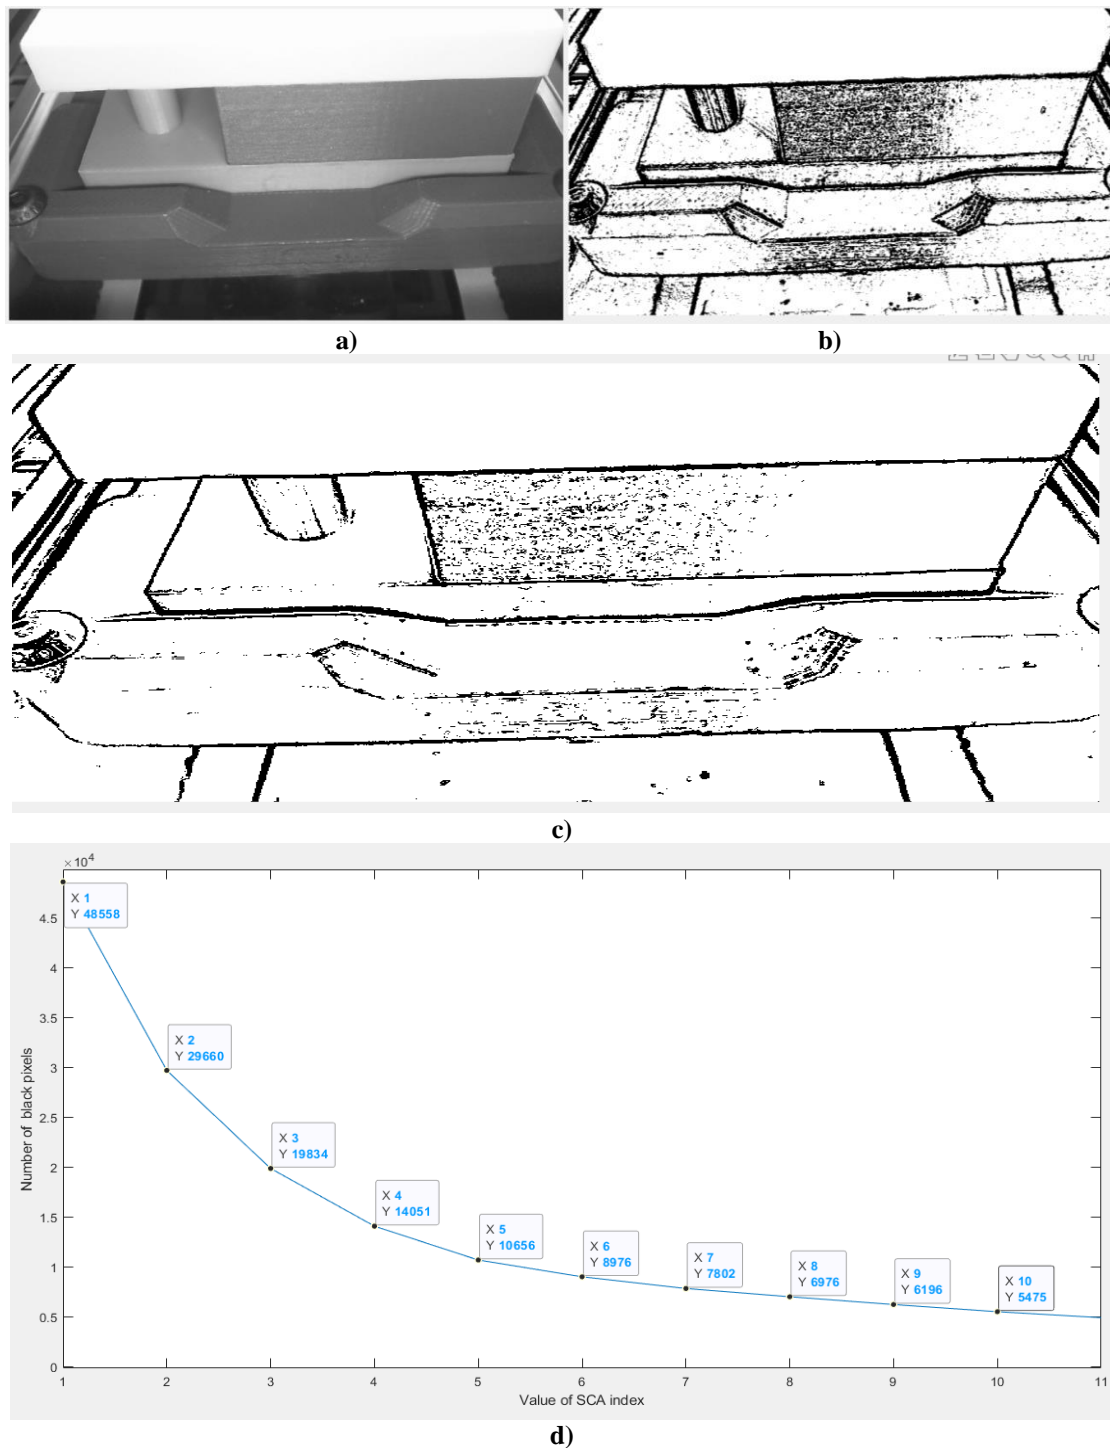 a)
b)
c)
× 10⁴
4.5
4
3.5
3
2.5
2
1.5
1
0.5
0
Number of black pixels
X 1
Y 48558
X 2
Y 29660
X 3
Y 19834
X 4
Y 14051
X 5
Y 10656
X 6
Y 8976
X 7
Y 7802
X 8
Y 6976
X 9
Y 6196
X 10
Y 5475
1
2
3
4
5
6
7
8
9
10
11
Value of SCA index
d)